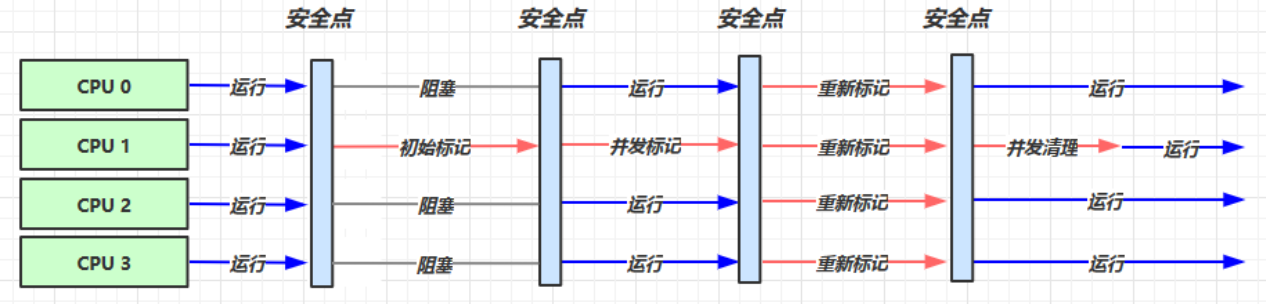 安全点 安全点 安全点 安全点
CPU 0 运行 阻塞 运行 重新标记 运行
CPU 1 运行 初始标记 并发标记 重新标记 并发清理 运行
CPU 2 运行 阻塞 运行 重新标记 运行
CPU 3 运行 阻塞 运行 重新标记 运行